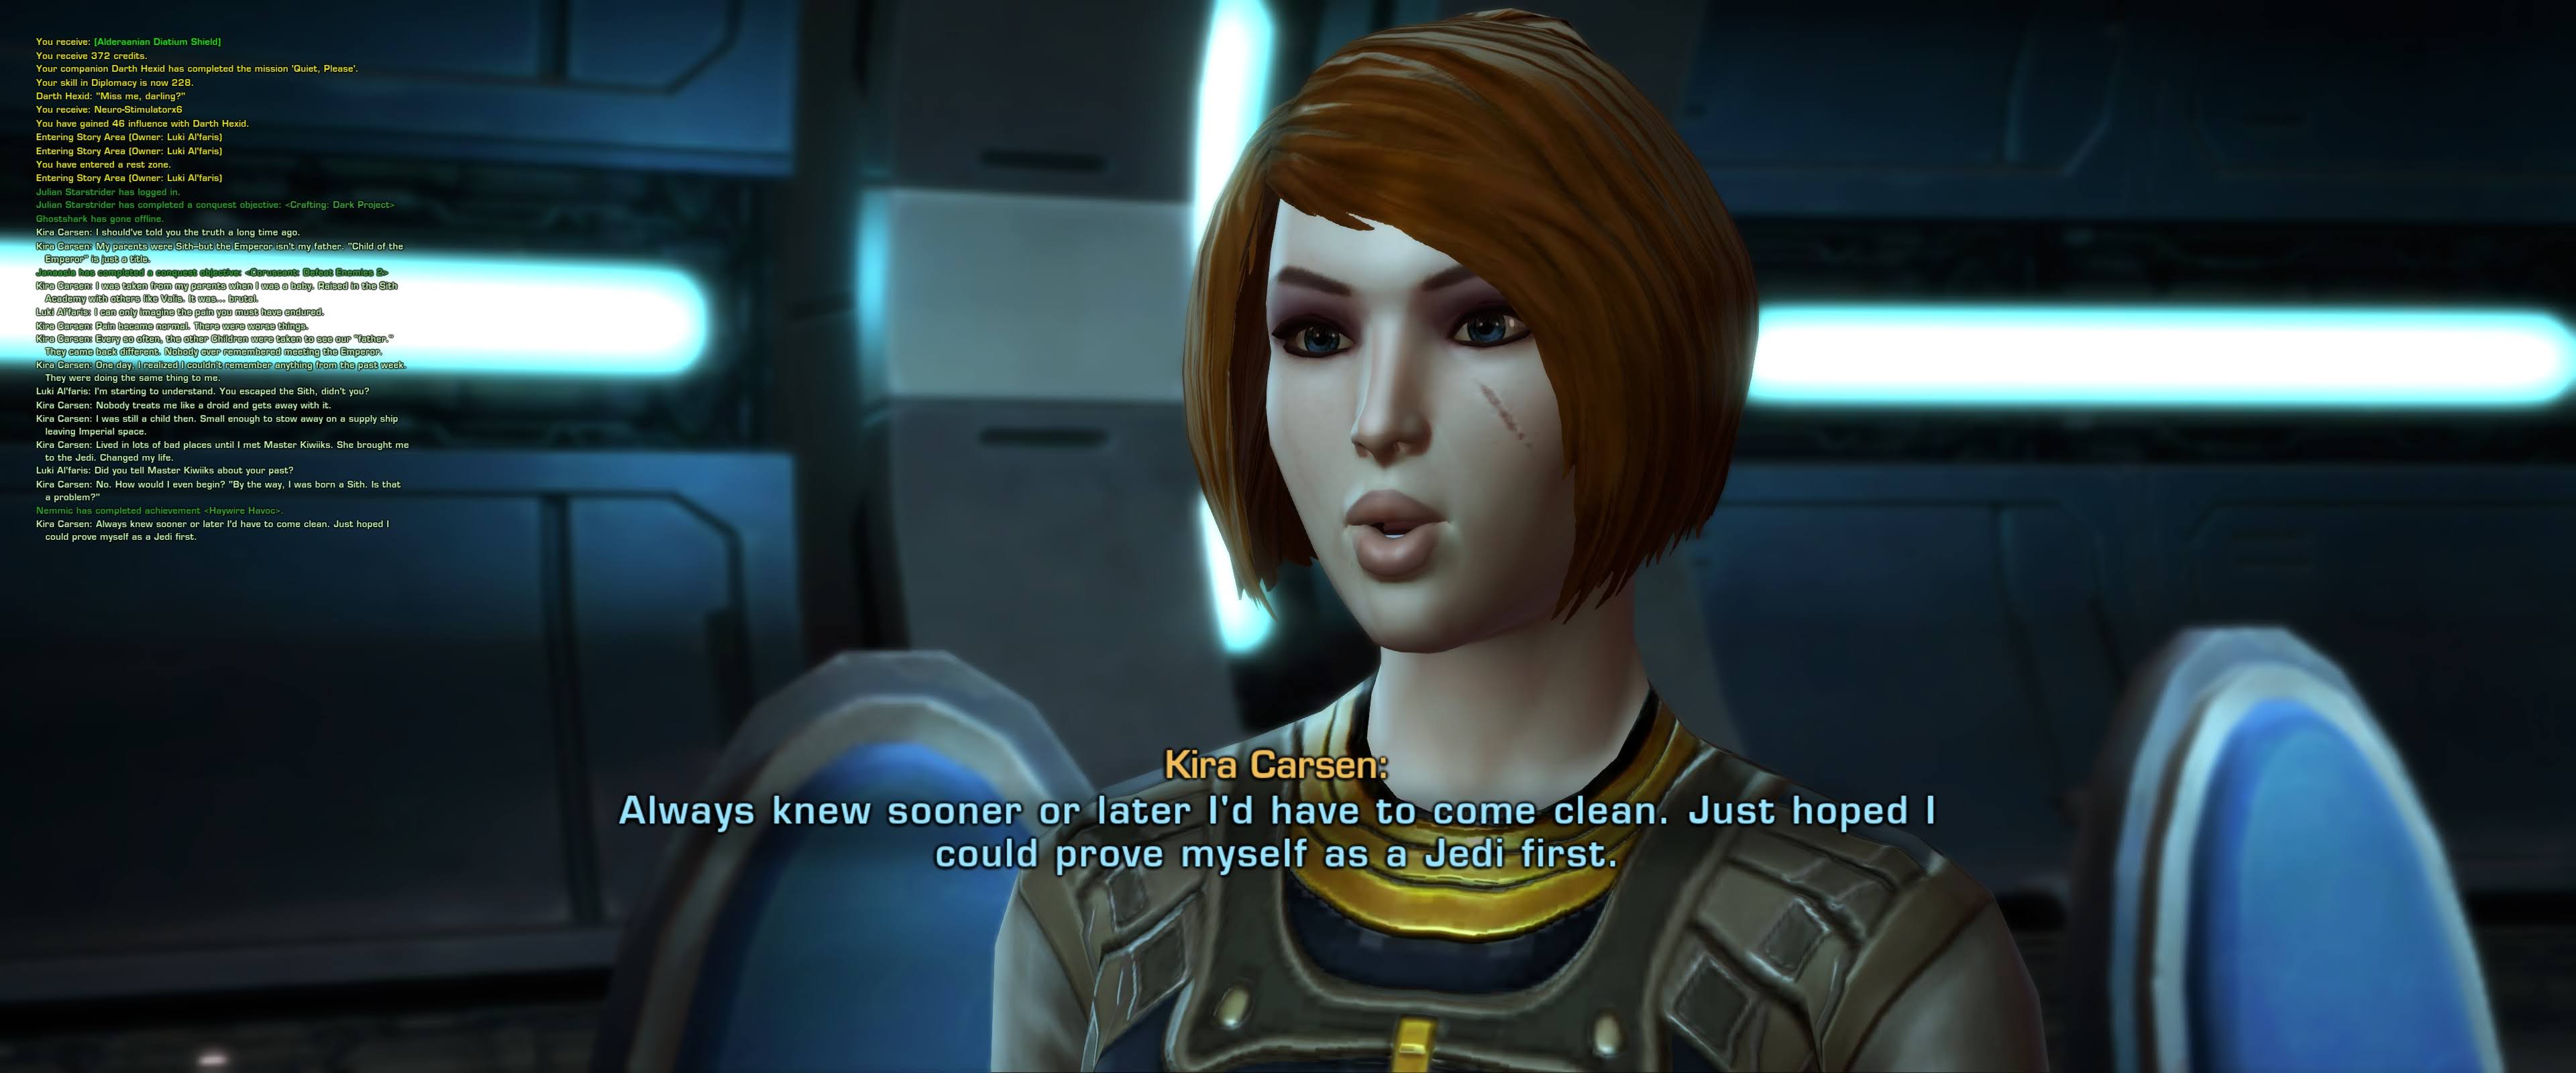 You receive: [Alderaanian Diatium Shield]
You receive 372 credits.
Your companion Darth Hexid has completed the mission 'Quiet, Please'.
Your skill in Diplomacy is now 228.
Darth Hexid: "Miss me, darling?"
You receive: Neuro-Stimulatorx6
You have gained 46 influence with Darth Hexid.
Entering Story Area (Owner: Luki Al'faris)
Entering Story Area (Owner: Luki Al'faris)
You have entered a rest zone.
Entering Story Area (Owner: Luki Al'faris)
Julian Starstrider has logged in.
Julian Starstrider has completed a conquest objective: <Crafting: Dark Project>
Ghostshark has gone offline.
Kira Carsen: I should've told you the truth a long time ago.
Kira Carsen: My parents were Sith–but the Emperor isn't my father. "Child of the
Emperor" is just a title.
has completed a conquest objective: <Coruscant: Defeat Enemies 2>
Kira Carsen: I was taken from my parents when I was a baby. Raised in the Sith
Academy with others like Valis. It was... brutal.
Luki Al'faris: I can only imagine the pain you must have endured.
Kira Carsen: Pain became normal. There were worse things.
Kira Carsen: Every so often, the other Children were taken to see our "father."
They came back different. Nobody ever remembered meeting the Emperor.
Kira Carsen: One day, I realized I couldn't remember anything from the past week.
They were doing the same thing to me.
Luki Al'faris: I'm starting to understand. You escaped the Sith, didn't you?
Kira Carsen: Nobody treats me like a droid and gets away with it.
Kira Carsen: I was still a child then. Small enough to stow away on a supply ship
leaving Imperial space.
Kira Carsen: Lived in lots of bad places until I met Master Kiwiiks. She brought me
to the Jedi. Changed my life.
Luki Al'faris: Did you tell Master Kiwiiks about your past?
Kira Carsen: No. How would I even begin? "By the way, I was born a Sith. Is that
a problem?"
Nemmic has completed achievement <Haywire Havoc>.
Kira Carsen: Always knew sooner or later I'd have to come clean. Just hoped I
could prove myself as a Jedi first.
Kira Carsen:
Always knew sooner or later I'd have to come clean. Just hoped I
could prove myself as a Jedi first.